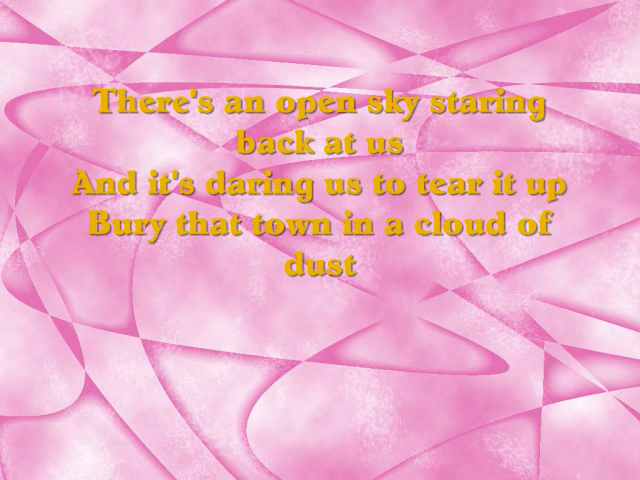 There's an open sky staring
back at us
And it's daring us to tear it up
Bury that town in a cloud of
dust